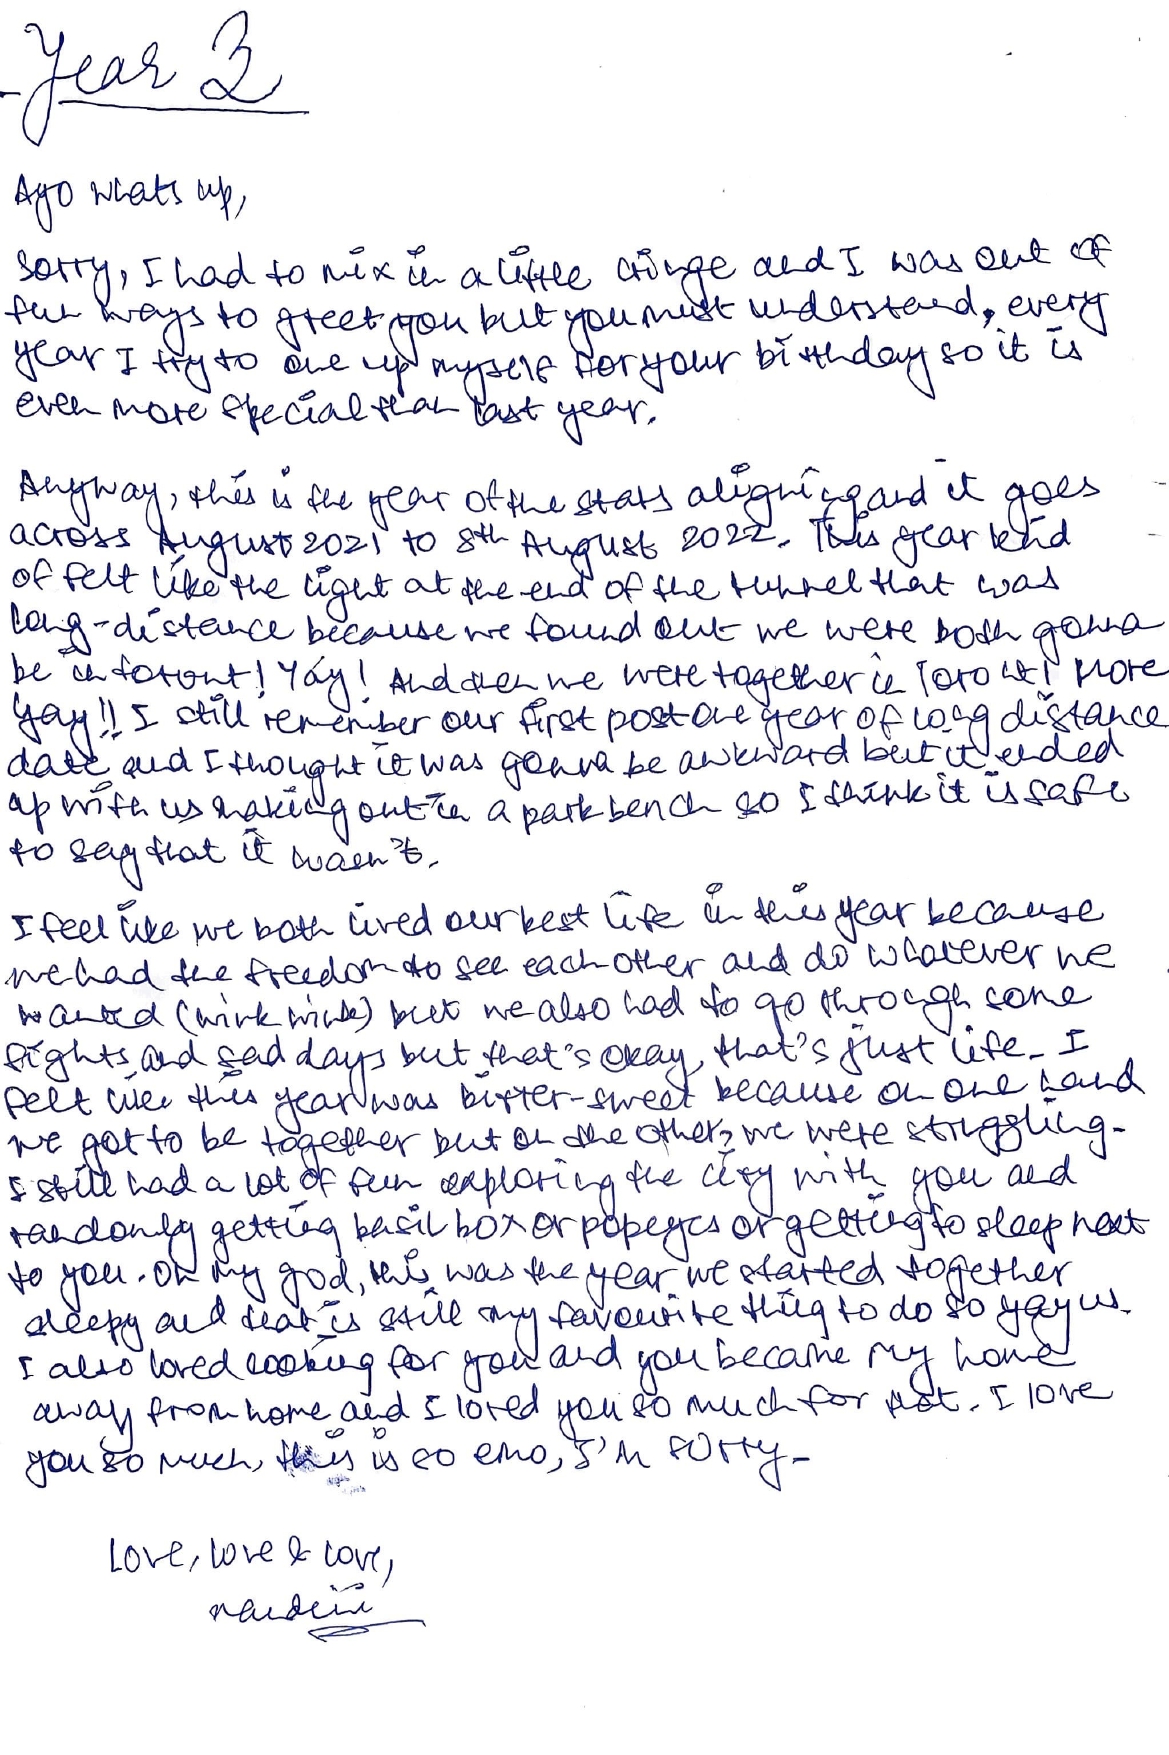 Year 3
Ayo whats up,
Sorry, I had to mix in a little cringe and I was out of
fun ways to greet you but you must understand, every
year I try to one up myself for your birthday so it is
even more special than last year.
Anyway, this is the year of the stars aligning and it goes
across August 2021 to 8th August 2022. This year kind
of felt like the light at the end of the tunnel that was
long-distance because we found out we were both gonna
be in toronto! Yay! And then we were together in Toronto! More
yay!! I still remember our first post one year of long distance
date and I thought it was gonna be awkward but it ended
up with us making out in a park bench so I think it is safe
to say that it wasn't.
I feel like we both lived our best life in this year because
we had the freedom to see each other and do whatever we
wanted (wink wink) but we also had to go through some
fights and sad days but that's okay, that's just life. I
felt like this year was bitter-sweet because on one hand
we got to be together but on the other, we were struggling.
I still had a lot of fun exploring the city with you and
randomly getting basil box or popeyes or getting to sleep next
to you. Oh my god, this was the year we started together
sleepy and that is still my favourite thing to do so yay us.
I also loved cooking for you and you became my home
away from home and I loved you so much for that. I love
you so much, this is so emo, I'm sorry.
Love, love & love,
nandini